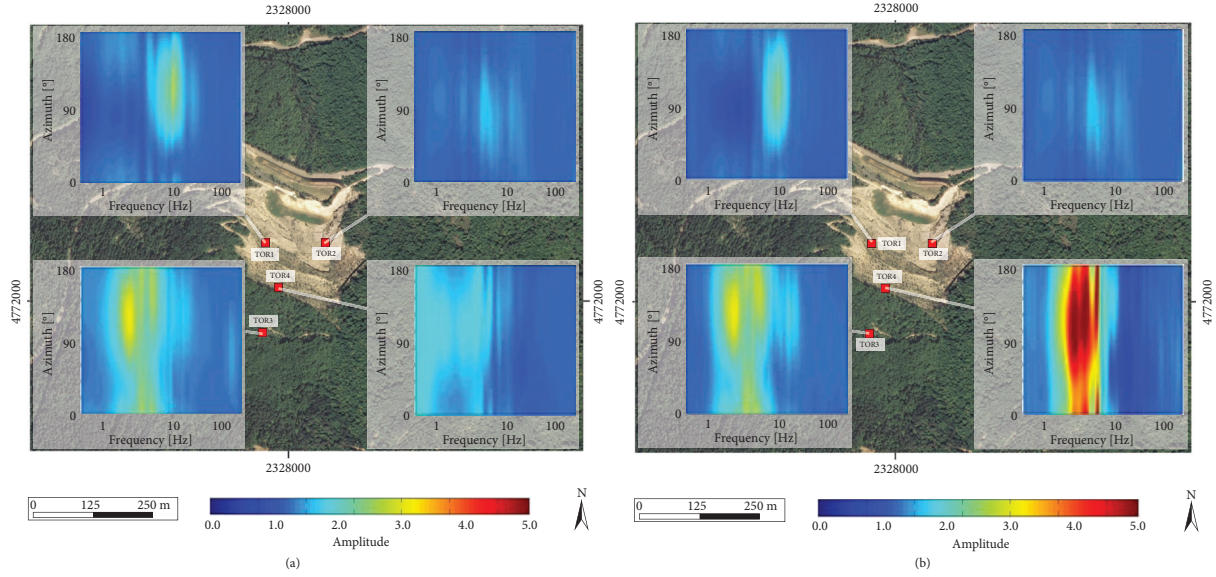 2328000
180
90
0
Azimuth [°]
1 10 100
Frequency [Hz]
180
90
0
Azimuth [°]
1 10 100
Frequency [Hz]
TOR1
TOR2
TOR4
TOR3
180
90
0
Azimuth [°]
1 10
Frequency [Hz]
180
90
0
Azimuth [°]
1 10 100
Frequency [Hz]
4772000
4772000
2328000
0 125 250 m
0.0 1.0 2.0 3.0 4.0 5.0
Amplitude
N
(a)
2328000
180
90
0
Azimuth [°]
1 10 100
Frequency [Hz]
180
90
0
Azimuth [°]
1 10 100
Frequency [Hz]
TOR1
TOR2
TOR4
TOR3
180
90
0
Azimuth [°]
1 10 100
Frequency [Hz]
180
90
0
Azimuth [°]
1 10 100
Frequency [Hz]
4772000
4772000
2328000
0 125 250 m
0.0 1.0 2.0 3.0 4.0 5.0
Amplitude
N
(b)